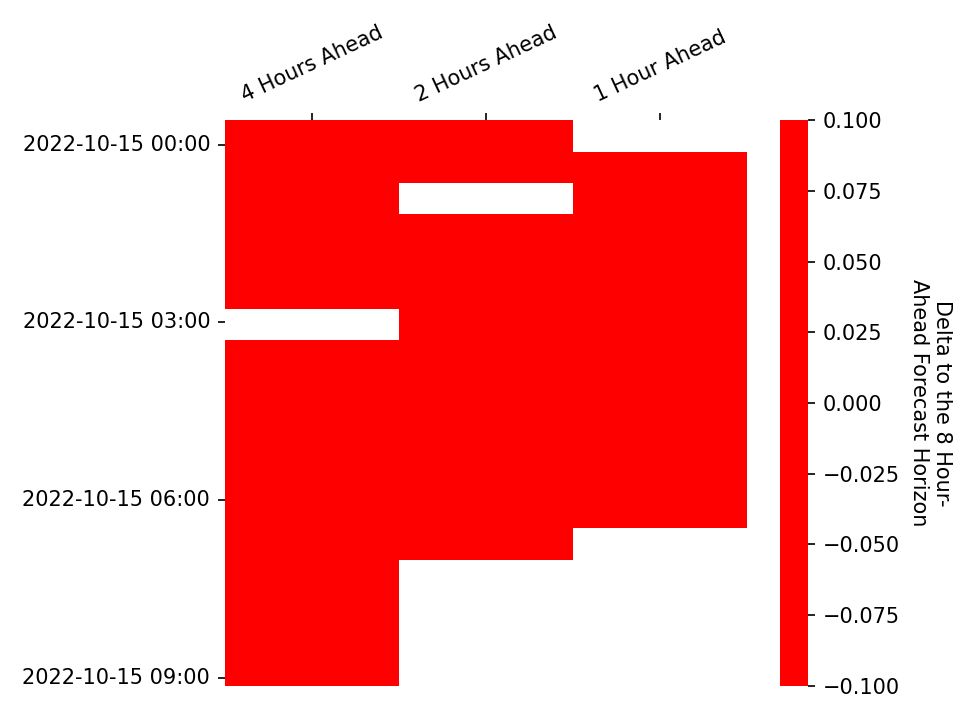 4 Hours Ahead
2 Hours Ahead
1 Hour Ahead
2022-10-15 00:00
2022-10-15 03:00
2022-10-15 06:00
2022-10-15 09:00
0.100
0.075
0.050
0.025
0.000
−0.025
−0.050
−0.075
−0.100
Delta to the 8 Hour-
Ahead Forecast Horizon